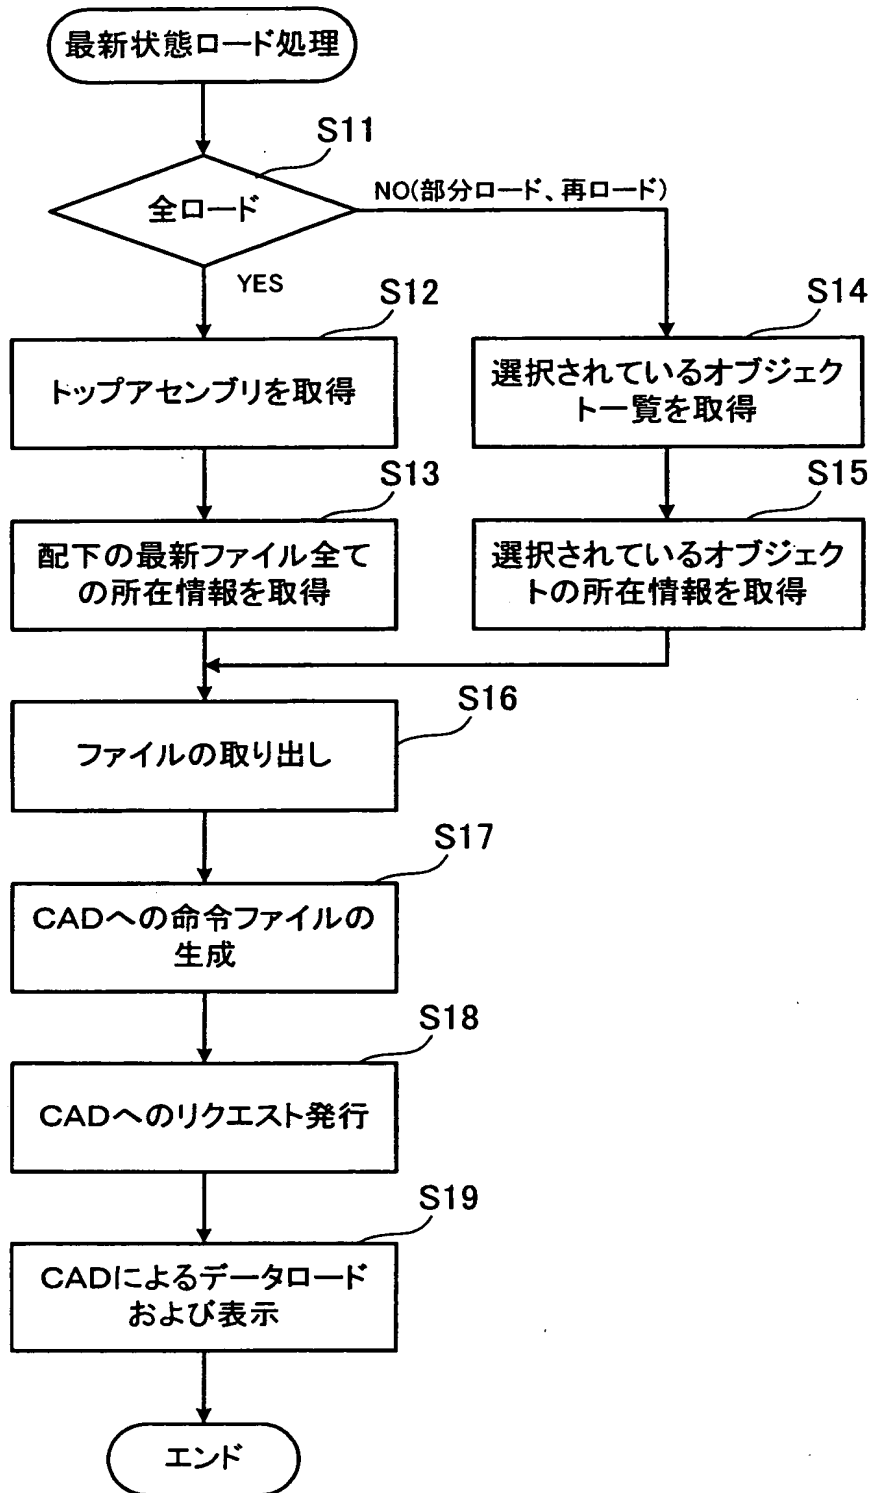 最新状態ロード処理
S11
全ロード
NO(部分ロード、再ロード)
YES
S12
トップアセンブリを取得
S14
選択されているオブジェク
ト一覧を取得
S13
配下の最新ファイル全て
の所在情報を取得
S15
選択されているオブジェク
トの所在情報を取得
S16
ファイルの取り出し
S17
CADへの命令ファイルの
生成
S18
CADへのリクエスト発行
S19
CADによるデータロード
および表示
エンド